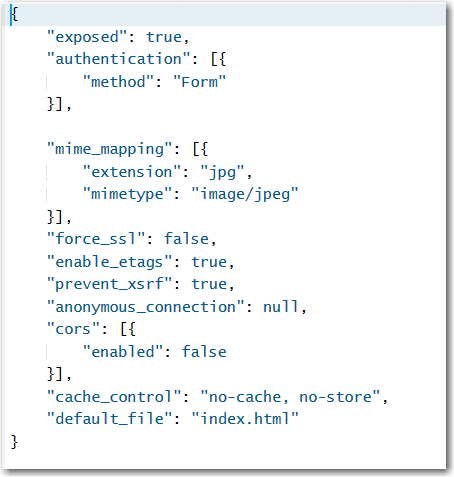 {
    "exposed": true,
    "authentication": [{
        "method": "Form"
    }],

    "mime_mapping": [{
        "extension": "jpg",
        "mimetype": "image/jpeg"
    }],
    "force_ssl": false,
    "enable_etags": true,
    "prevent_xsrf": true,
    "anonymous_connection": null,
    "cors": [{
        "enabled": false
    }],
    "cache_control": "no-cache, no-store",
    "default_file": "index.html"
}